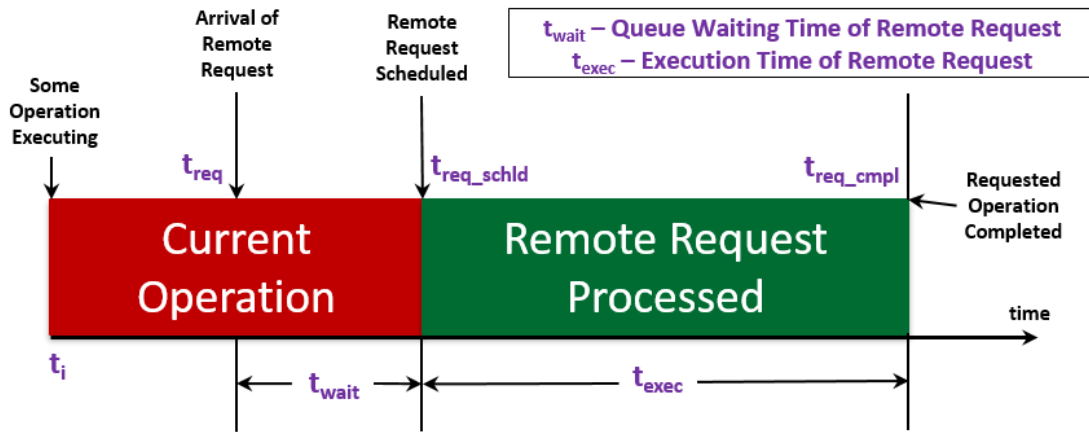 Some
Operation
Executing
Arrival of
Remote
Request
Remote
Request
Scheduled
t_wait – Queue Waiting Time of Remote Request
t_exec – Execution Time of Remote Request
t_req
t_req_schld
t_req_cmpl
Requested
Operation
Completed
Current
Operation
Remote Request
Processed
time
t_i
t_wait
t_exec